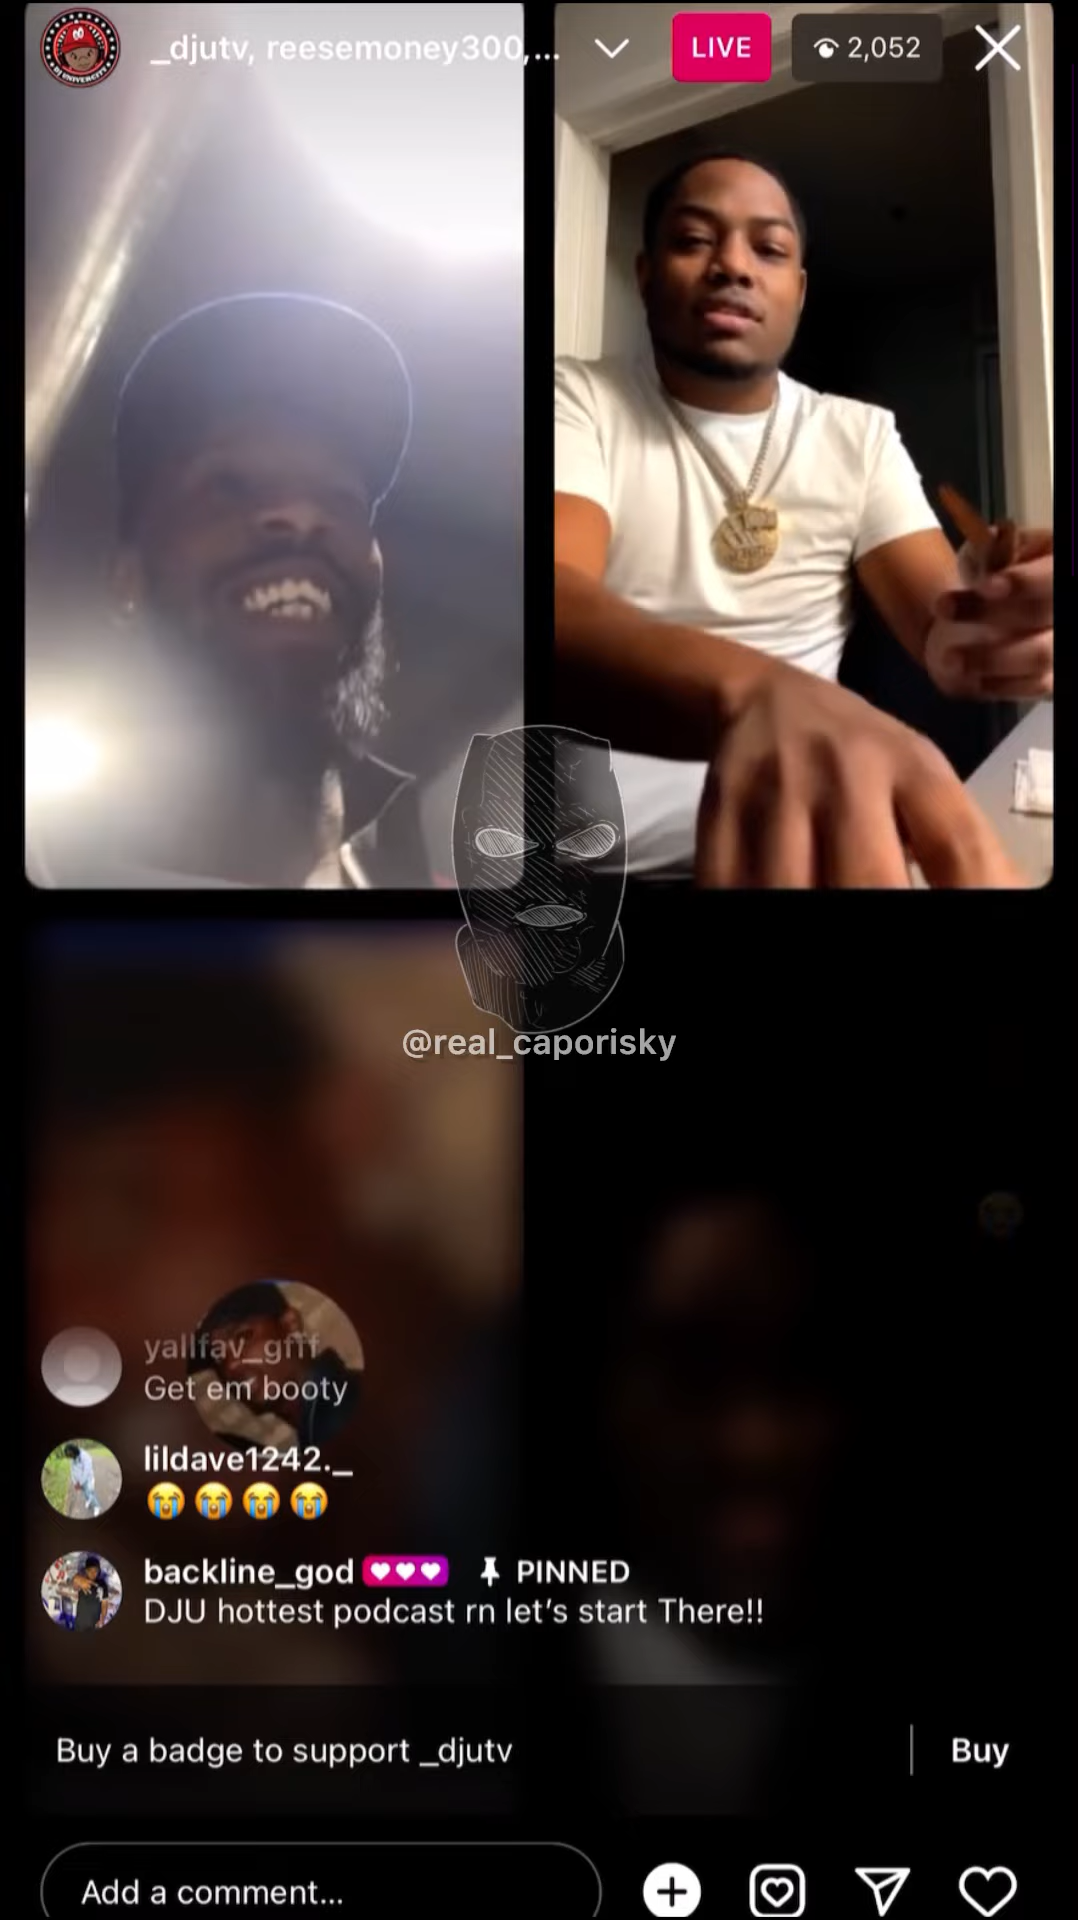 _djutv, reesemoney300,...
LIVE
2,052
@real_caporisky
yallfav_gfff
Get em booty
lildave1242._
😭😭😭😭
backline_god PINNED
DJU hottest podcast rn let's start There!!
Buy a badge to support _djutv
Buy
Add a comment...